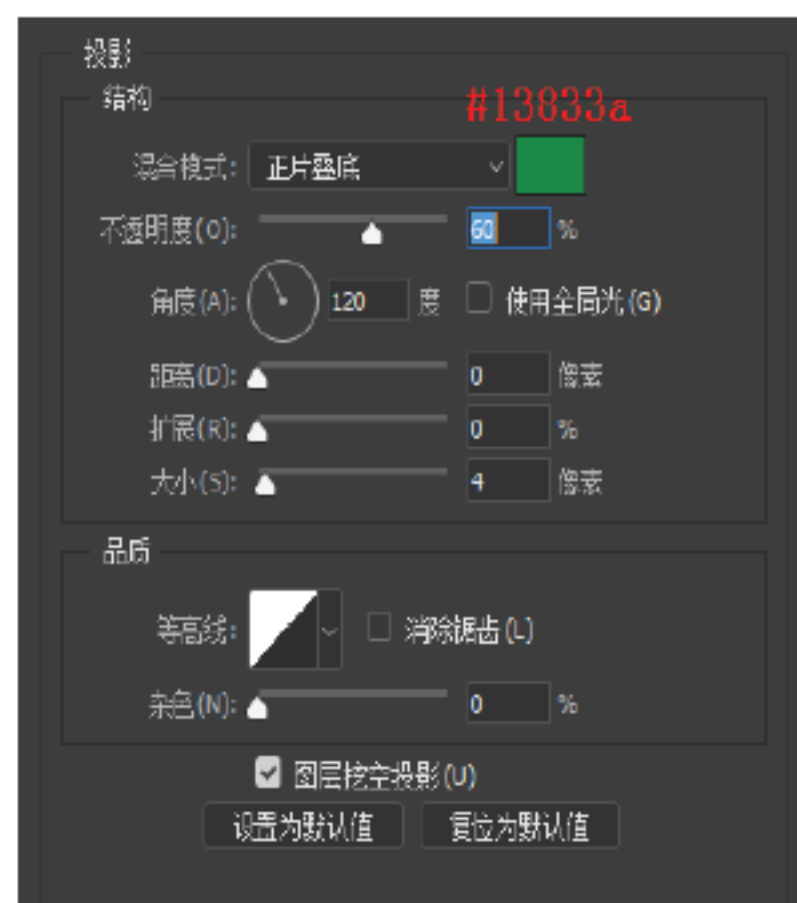 投影
结构
#13833a
混合模式: 正片叠底
不透明度(O): 60 %
角度(A): 120 度 使用全局光(G)
距离(D): 0 像素
扩展(R): 0 %
大小(S): 4 像素
品质
等高线: 消除锯齿(L)
杂色(N): 0 %
图层挖空投影(U)
设置为默认值 复位为默认值